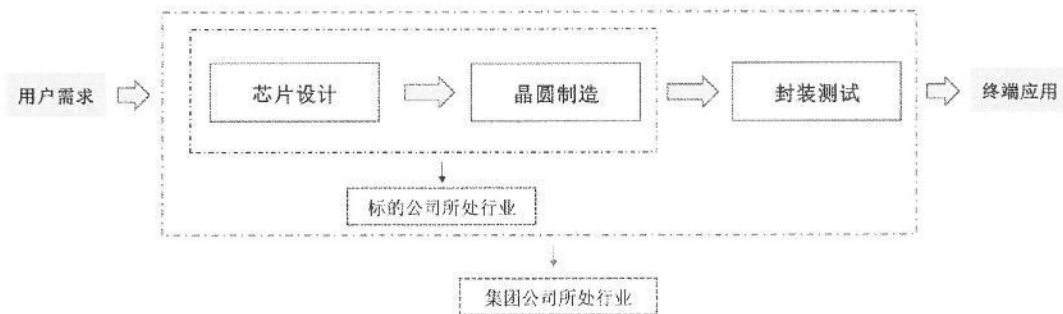 用户需求
芯片设计
晶圆制造
封装测试
终端应用
标的公司所处行业
集团公司所处行业